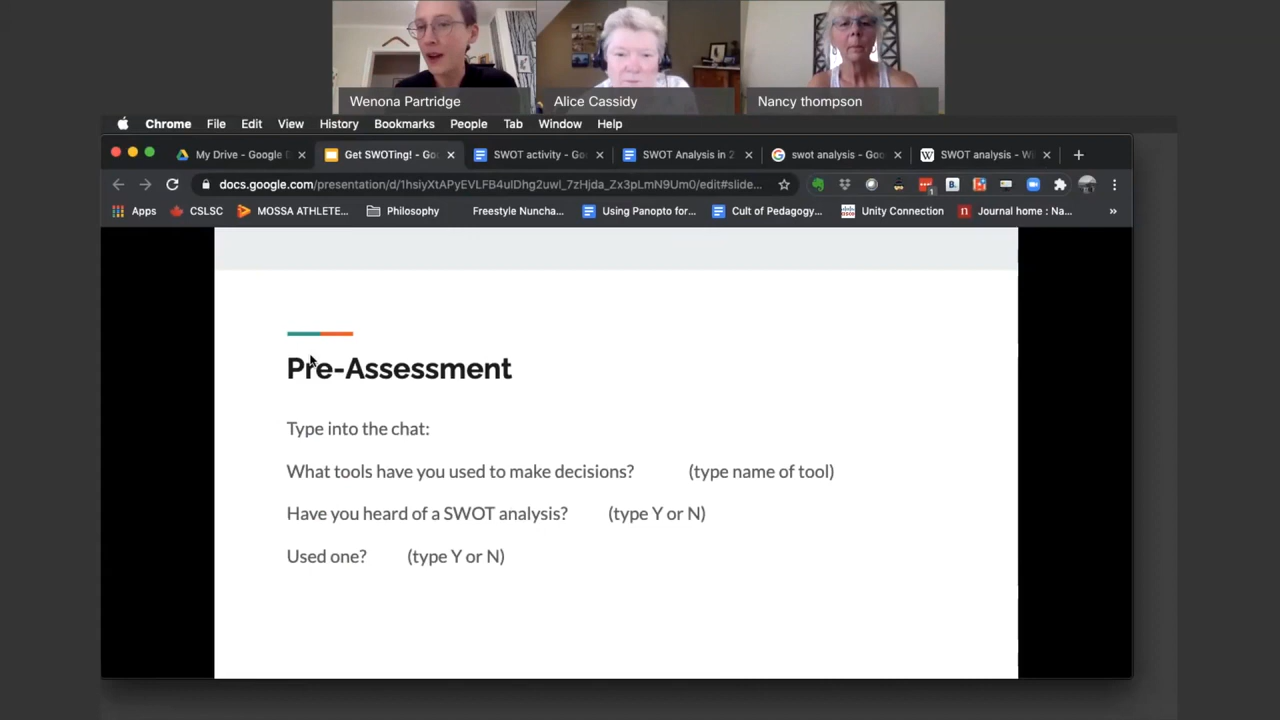 Wenona Partridge
Alice Cassidy
Nancy thompson
Chrome File Edit View History Bookmarks People Tab Window Help
My Drive - Google
Get SWOTing! - Go
SWOT activity - Go
SWOT Analysis in 2
swot analysis - Goo
W SWOT analysis - Wi
docs.google.com/presentation/d/1hsiyXtAPyEVLFB4ulDhg2uwl_7zHjda_Zx3pLmN9Um0/edit#slide...
Apps
CSLSC
MOSSA ATHLETE...
Philosophy
Freestyle Nuncha...
Using Panopto for...
Cult of Pedagogy...
Unity Connection
n Journal home : Na...
Pre-Assessment
Type into the chat:
What tools have you used to make decisions? (type name of tool)
Have you heard of a SWOT analysis? (type Y or N)
Used one? (type Y or N)